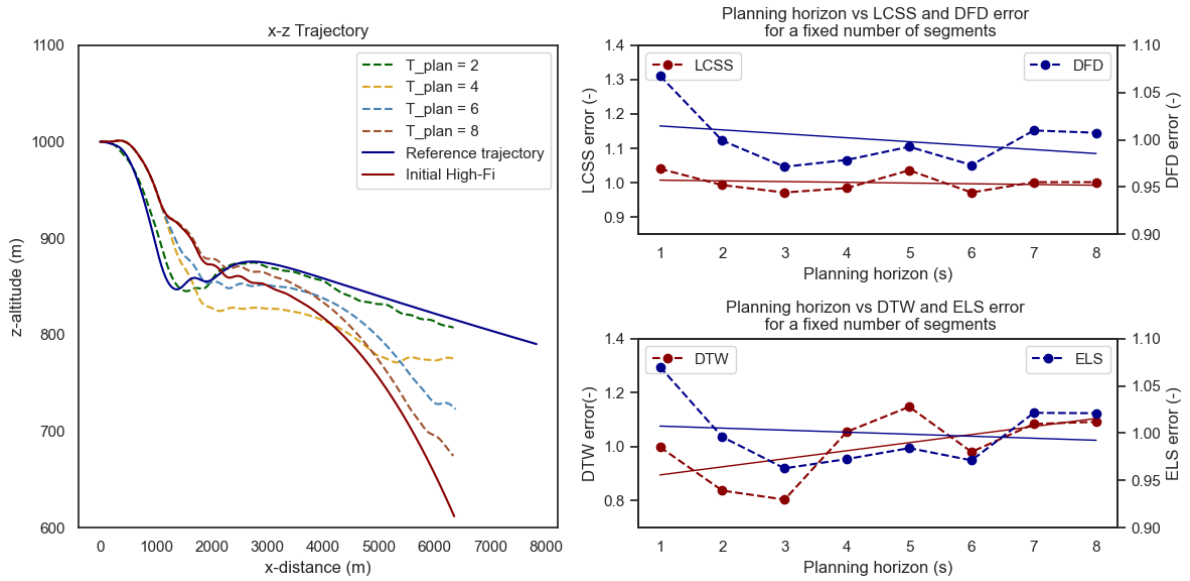 x-z Trajectory
1100
1000
900
800
700
600
z-altitude (m)
T_plan = 2
T_plan = 4
T_plan = 6
T_plan = 8
Reference trajectory
Initial High-Fi
0 1000 2000 3000 4000 5000 6000 7000 8000
x-distance (m)
Planning horizon vs LCSS and DFD error
for a fixed number of segments
1.4
1.3
1.2
1.1
1.0
0.9
LCSS error (-)
LCSS
DFD
1.10
1.05
1.00
0.95
0.90
DFD error (-)
1 2 3 4 5 6 7 8
Planning horizon (s)
Planning horizon vs DTW and ELS error
for a fixed number of segments
1.4
1.2
1.0
0.8
DTW error(-)
DTW
ELS
1.10
1.05
1.00
0.95
0.90
ELS error (-)
1 2 3 4 5 6 7 8
Planning horizon (s)